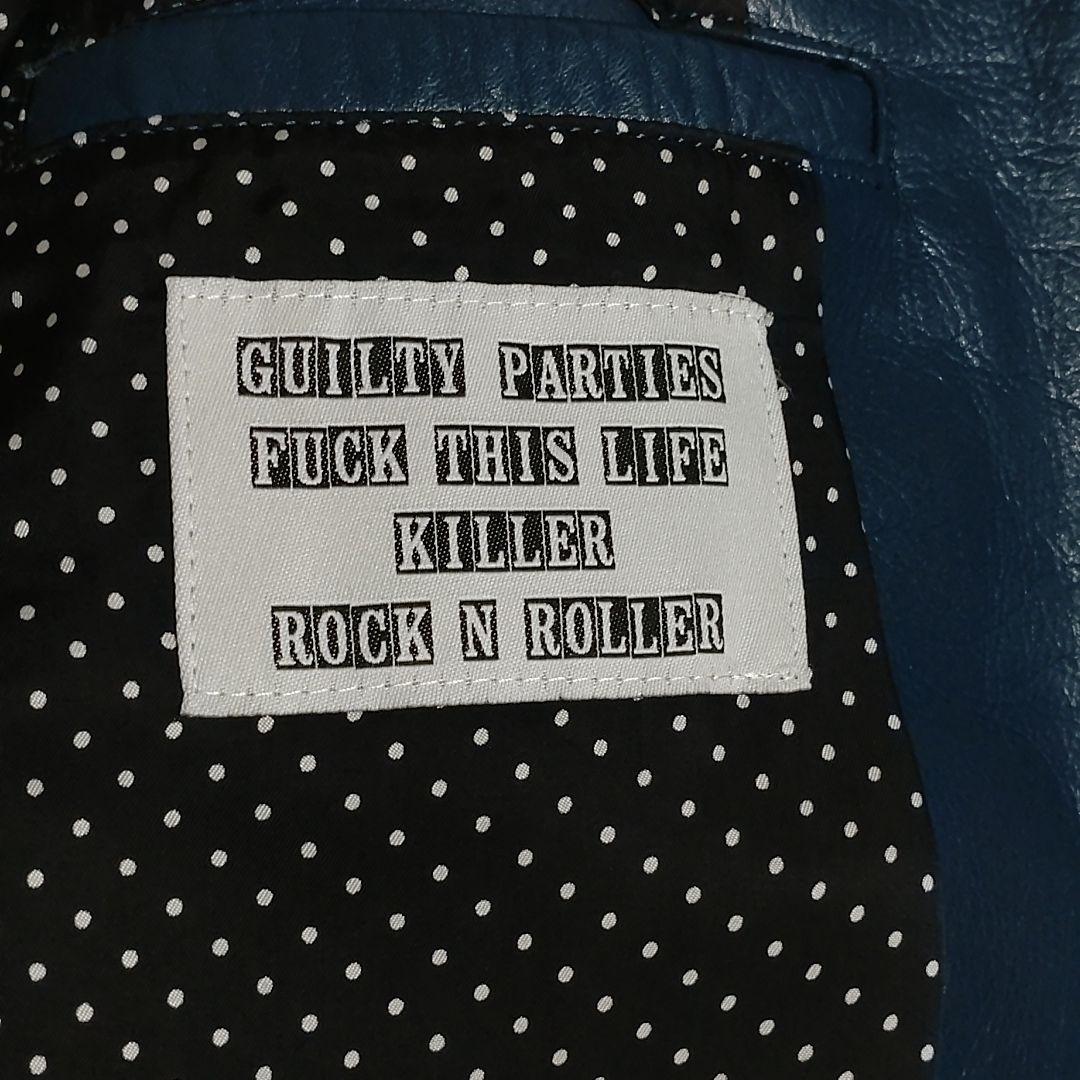 GUILTY PARTIES
FUCK THIS LIFE
KILLER
ROCK N ROLLER